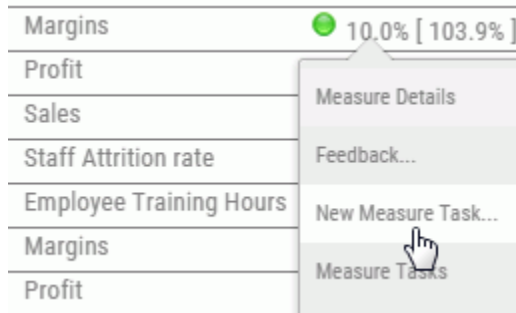 Margins
10.0% [ 103.9% ]
Profit
Sales
Staff Attrition rate
Employee Training Hours
Margins
Profit
Measure Details
Feedback...
New Measure Task...
Measure Tasks